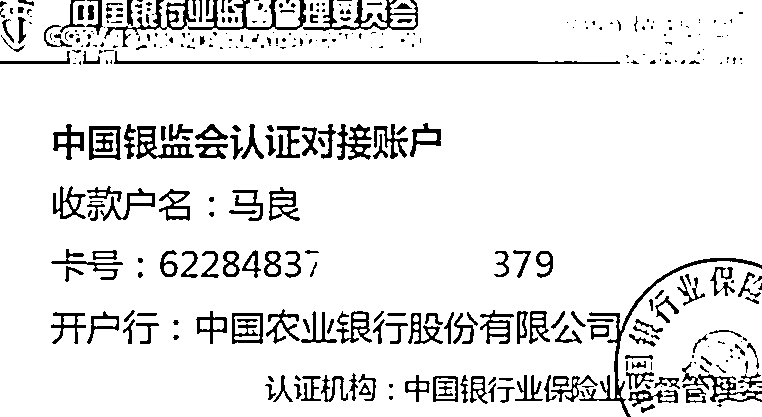 中国银行业监督管理委员会
中国银监会认证对接账户
收款户名：马良
卡号：62284837 379
开户行：中国农业银行股份有限公司
认证机构：中国银行业保险业监督管理委
国银行业保险